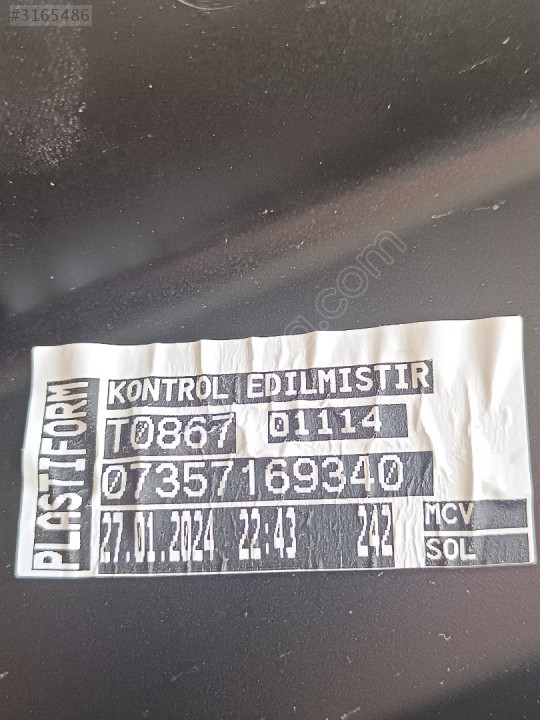 #3165486
PLASTIFORM
KONTROL EDILMISTIR
T0867 01114
07357169340
27.01.2024 22:43 242
MCV
SOL